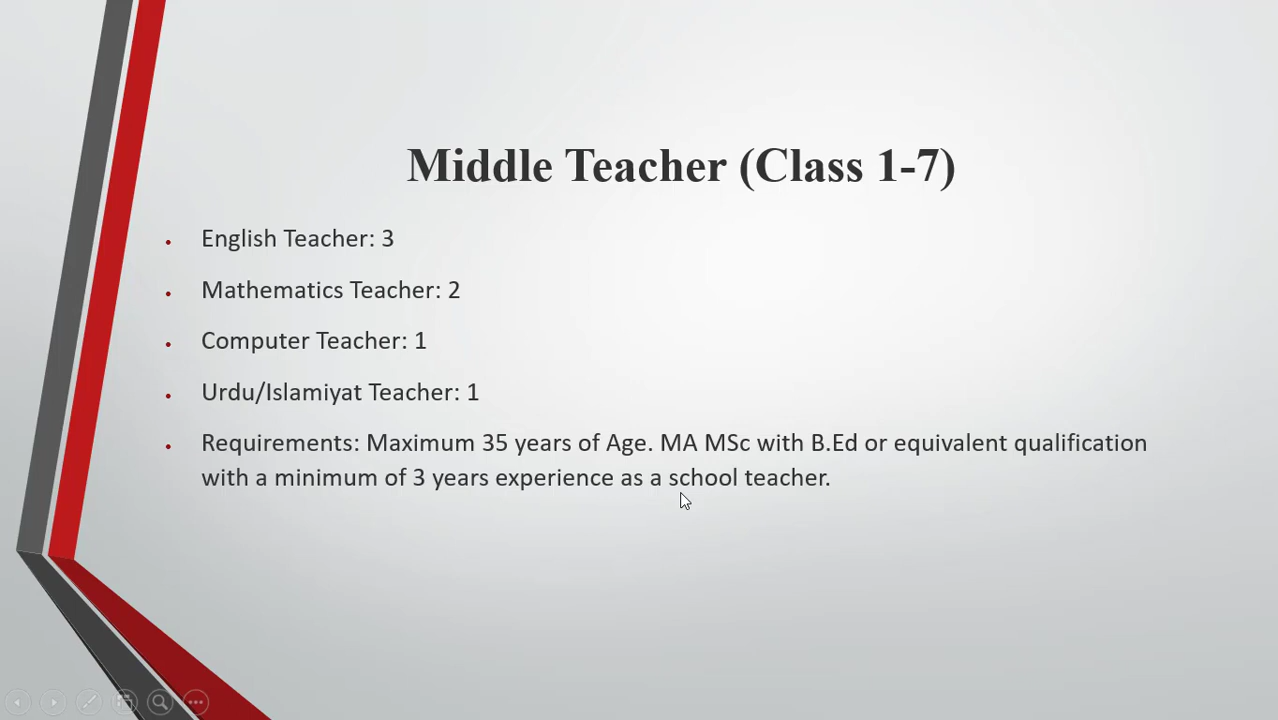 Middle Teacher (Class 1-7)
English Teacher: 3
Mathematics Teacher: 2
Computer Teacher: 1
Urdu/Islamiyat Teacher: 1
Requirements: Maximum 35 years of Age. MA MSc with B.Ed or equivalent qualification
with a minimum of 3 years experience as a school teacher.